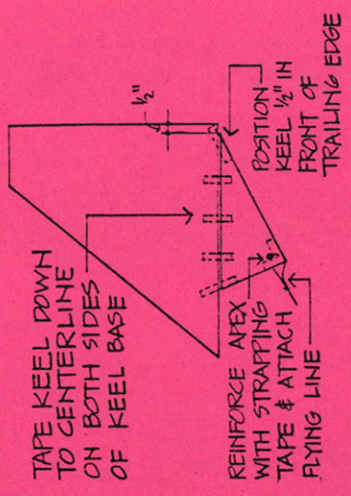 TAPE KEEL DOWN
TO CENTERLINE
ON BOTH SIDES
OF KEEL BASE
½"
REINFORCE APEX
WITH STRAPPING
TAPE & ATTACH
FLYING LINE
POSITION
KEEL ½" IN
FRONT OF
TRAILING EDGE